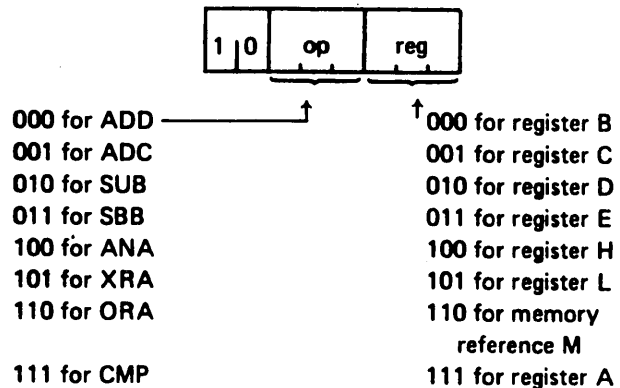 1 0 op reg
000 for ADD
001 for ADC
010 for SUB
011 for SBB
100 for ANA
101 for XRA
110 for ORA
111 for CMP
000 for register B
001 for register C
010 for register D
011 for register E
100 for register H
101 for register L
110 for memory
reference M
111 for register A